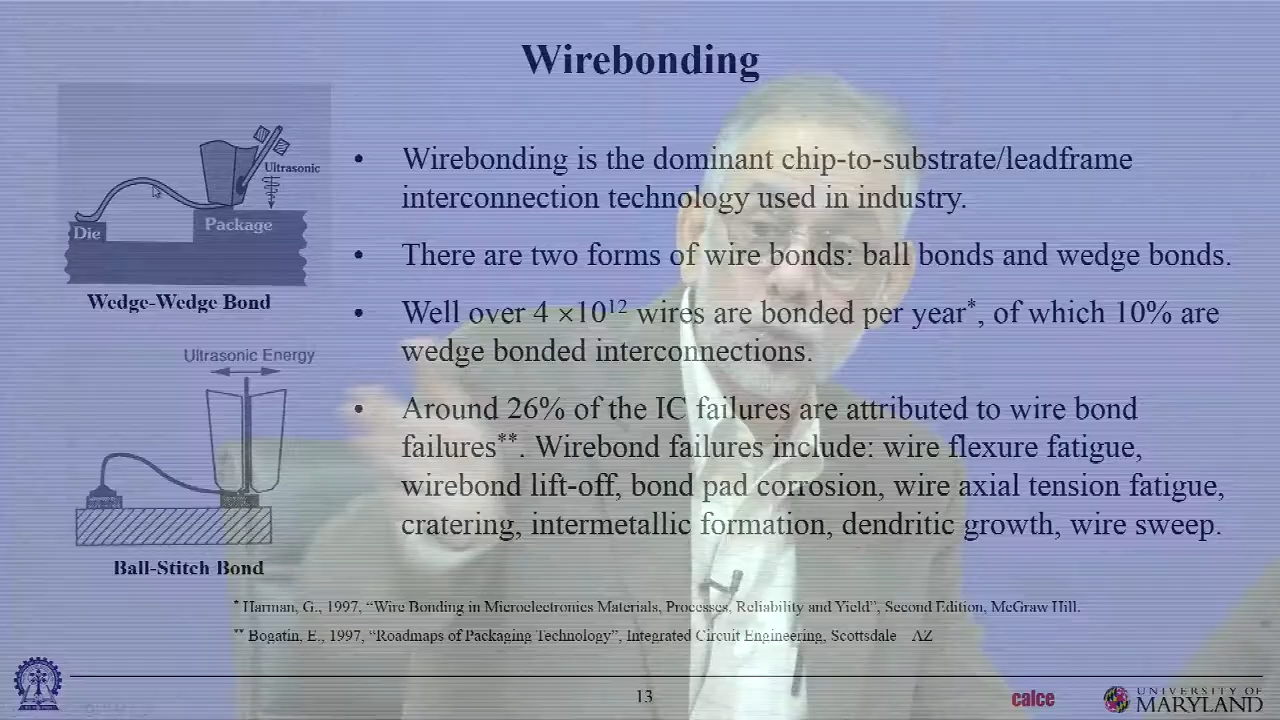 Wirebonding
Ultrasonic
Die
Package
Wedge-Wedge Bond
Ultrasonic Energy
Ball-Stitch Bond
• Wirebonding is the dominant chip-to-substrate/leadframe
interconnection technology used in industry.
• There are two forms of wire bonds: ball bonds and wedge bonds.
• Well over 4 ×10¹² wires are bonded per year*, of which 10% are
wedge bonded interconnections.
• Around 26% of the IC failures are attributed to wire bond
failures**. Wirebond failures include: wire flexure fatigue,
wirebond lift-off, bond pad corrosion, wire axial tension fatigue,
cratering, intermetallic formation, dendritic growth, wire sweep.
* Harman, G., 1997, “Wire Bonding in Microelectronics Materials, Processes, Reliability and Yield”, Second Edition, McGraw Hill.
** Bogatin, E., 1997, “Roadmaps of Packaging Technology”, Integrated Circuit Engineering, Scottsdale AZ
13
calce
UNIVERSITY OF
MARYLAND